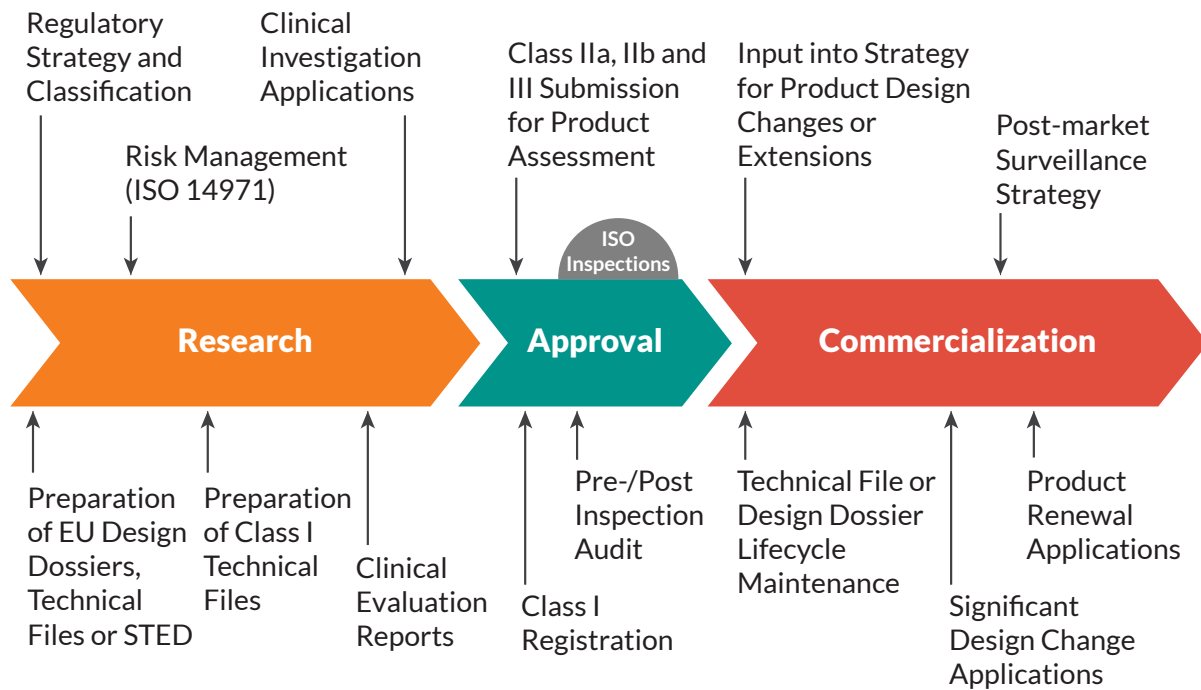 Regulatory
Strategy and
Classification
Clinical
Investigation
Applications
Risk Management
(ISO 14971)
Class IIa, IIb and
III Submission
for Product
Assessment
Input into Strategy
for Product Design
Changes or
Extensions
Post-market
Surveillance
Strategy
ISO
Inspections
Research
Approval
Commercialization
Preparation
of EU Design
Dossiers,
Technical
Files or STED
Preparation
of Class I
Technical
Files
Clinical
Evaluation
Reports
Class I
Registration
Pre-/Post
Inspection
Audit
Technical File or
Design Dossier
Lifecycle
Maintenance
Significant
Design Change
Applications
Product
Renewal
Applications